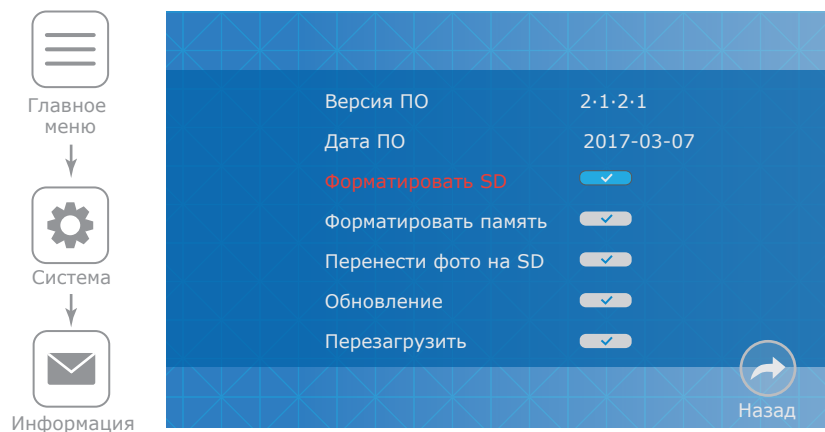 Главное
меню
Система
Информация
Версия ПО 2·1·2·1
Дата ПО 2017-03-07
Форматировать SD
Форматировать память
Перенести фото на SD
Обновление
Перезагрузить
Назад